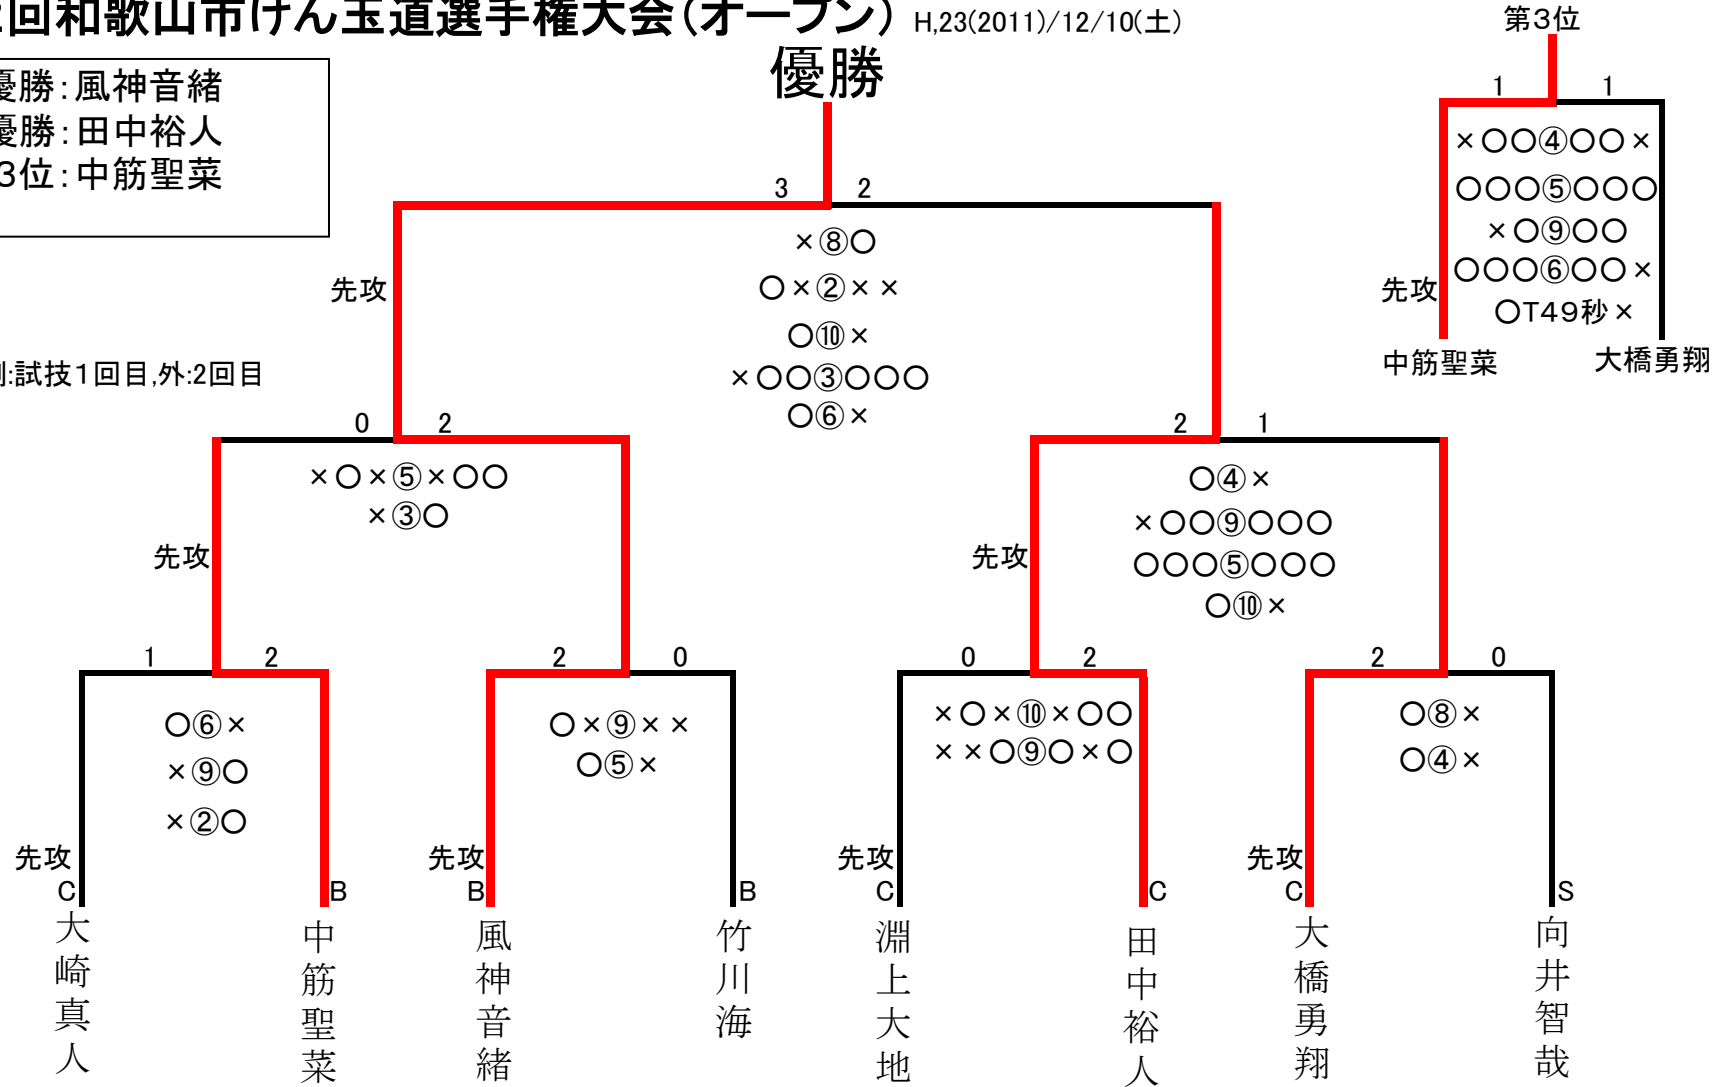 回和歌山市けん玉道選手権大会(オープン) H,23(2011)/12/10(土)
優勝
優勝:風神音緒
優勝:田中裕人
3位:中筋聖菜
第3位
1 1
×○○④○○×
○○○⑤○○○
×○⑨○○
○○○⑥○○×
○T49秒×
先攻
中筋聖菜 大橋勇翔
3 2
×⑧○
○×②××
○⑩×
×○○③○○○
○⑥×
先攻
:試技1回目,外:2回目
0 2
×○×⑤×○○
×③○
先攻
2 1
○④×
×○○⑨○○○
○○○⑤○○○
○⑩×
先攻
1 2
○⑥×
×⑨○
×②○
先攻
2 0
○×⑨××
○⑤×
先攻
0 2
×○×⑩×○○
××○⑨○×○
先攻
2 0
○⑧×
○④×
先攻
C B B B C C C S
大崎真人
中筋聖菜
風神音緒
竹川海
淵上大地
田中裕人
大橋勇翔
向井智哉